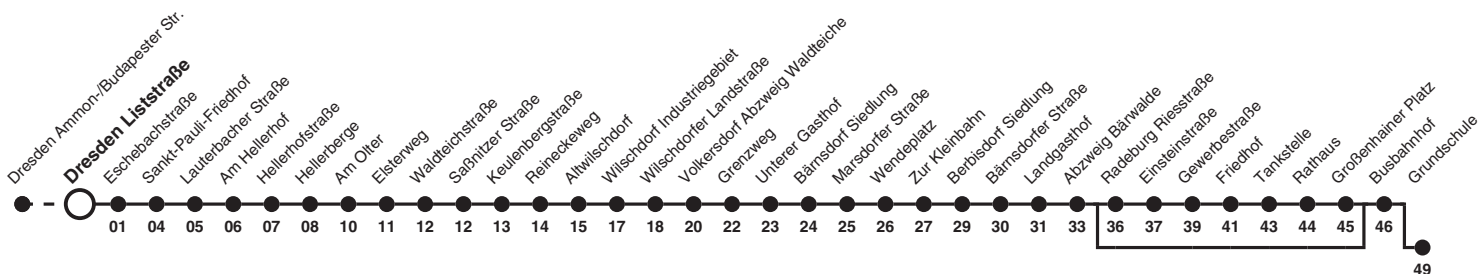 Dresden Ammon-/Budapester Str.
Dresden Liststraße
Eschebachstraße
Sankt-Pauli-Friedhof
Lauterbacher Straße
Am Hellerhof
Hellerhofstraße
Hellerberge
Am Olter
Elsterweg
Waldteichstraße
Saßnitzer Straße
Keulenbergstraße
Reineckeweg
Altwilschdorf
Wilschdorf Industriegebiet
Wilschdorfer Landstraße
Volkersdorf Abzweig Waldteiche
Grenzweg
Unterer Gasthof
Bärnsdorf Siedlung
Marsdorfer Straße
Wendeplatz
Zur Kleinbahn
Berbisdorf Siedlung
Bärnsdorfer Straße
Landgasthof
Abzweig Bärwalde
Radeburg Riesstraße
Einsteinstraße
Gewerbestraße
Friedhof
Tankstelle
Rathaus
Großenhainer Platz
Busbahnhof
Grundschule
01 04 05 06 07 08 10 11 12 12 13 14 15 17 18 20 22 23 24 25 26 27 29 30 31 33 36 37 39 41 43 44 45 46
49